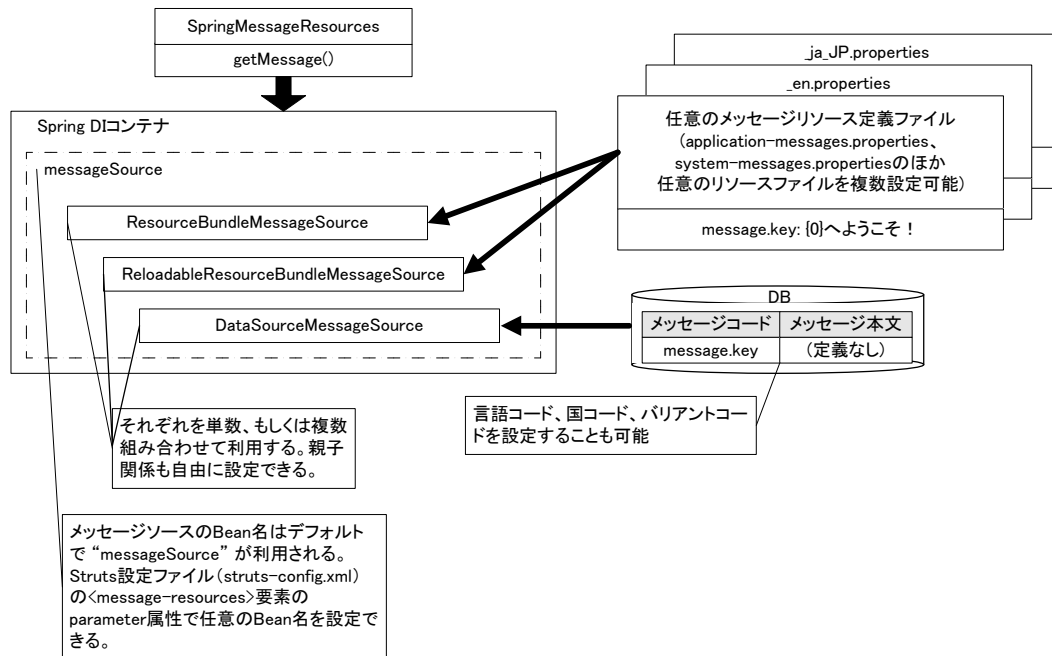 SpringMessageResources
getMessage()
_ja_JP.properties
_en.properties
任意のメッセージリソース定義ファイル
(application-messages.properties、
system-messages.propertiesのほか
任意のリソースファイルを複数設定可能)
message.key: {0}へようこそ！
Spring DIコンテナ
messageSource
ResourceBundleMessageSource
ReloadableResourceBundleMessageSource
DataSourceMessageSource
DB
メッセージコード メッセージ本文
message.key (定義なし)
言語コード、国コード、バリアントコー
ドを設定することも可能
それぞれを単数、もしくは複数
組み合わせて利用する。親子
関係も自由に設定できる。
メッセージソースのBean名はデフォルト
で “messageSource” が利用される。
Struts設定ファイル(struts-config.xml)
の<message-resources>要素の
parameter属性で任意のBean名を設定で
きる。